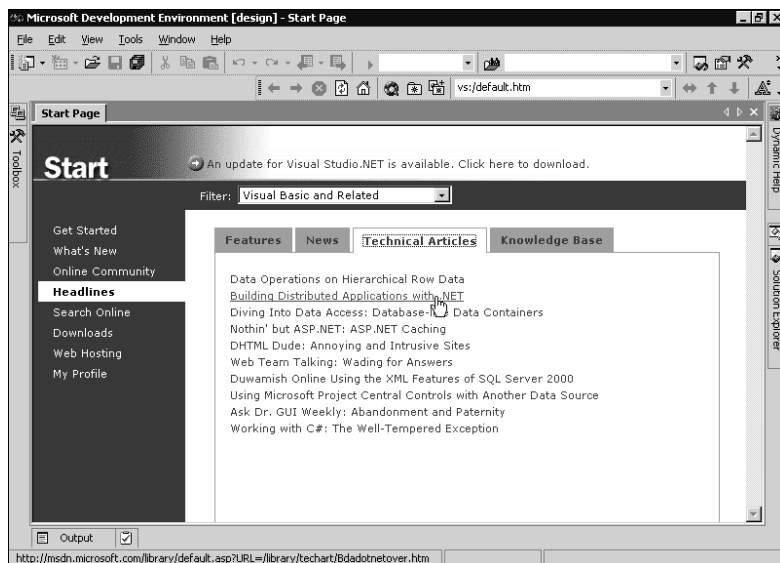 Microsoft Development Environment [design] - Start Page
File Edit View Tools Window Help
vs:/default.htm
Start Page
Toolbox
Dynamic Help
Solution Explorer
Start
An update for Visual Studio.NET is available. Click here to download.
Filter: Visual Basic and Related
Get Started
What's New
Online Community
Headlines
Search Online
Downloads
Web Hosting
My Profile
Features News Technical Articles Knowledge Base
Data Operations on Hierarchical Row Data
Building Distributed Applications with .NET
Diving Into Data Access: Data Containers
Nothin' but ASP.NET: ASP.NET Caching
DHTML Dude: Annoying and Intrusive Sites
Web Team Talking: Wading for Answers
Duwamish Online Using the XML Features of SQL Server 2000
Using Microsoft Project Central Controls with Another Data Source
Ask Dr. GUI Weekly: Abandonment and Paternity
Working with C#: The Well-Tempered Exception
Output
http://msdn.microsoft.com/library/default.asp?URL=/library/techart/Bdadotnetover.htm